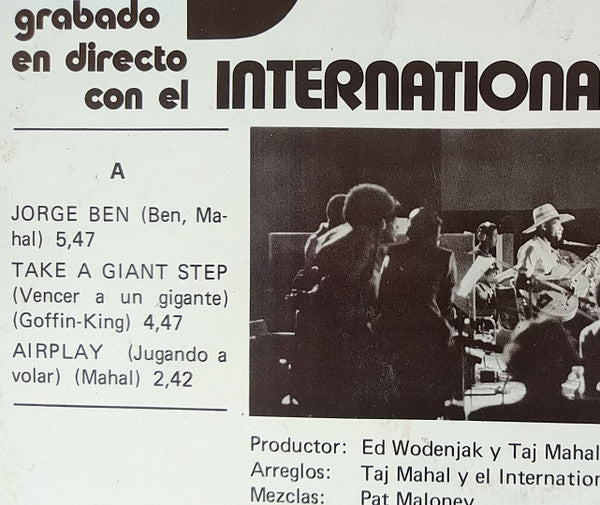 grabado
en directo
con el INTERNATIONA
A
JORGE BEN (Ben, Ma-
hal) 5,47
TAKE A GIANT STEP
(Vencer a un gigante)
(Goffin-King) 4,47
AIRPLAY (Jugando a
volar) (Mahal) 2,42
Productor: Ed Wodenjak y Taj Mahal
Arreglos: Taj Mahal y el Internation
Mezclas: Pat Maloney